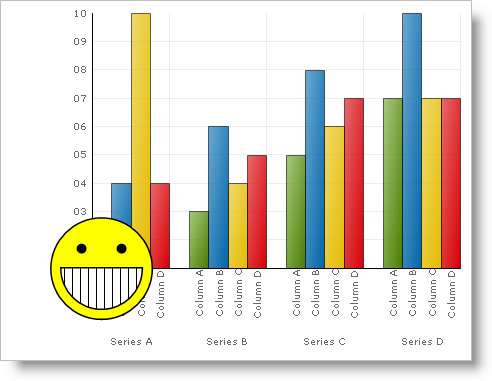 10
09
08
07
06
05
04
03
Column D
Column A
Column B
Column C
Column D
Column A
Column B
Column C
Column D
Column A
Column B
Column C
Column D
Series A
Series B
Series C
Series D